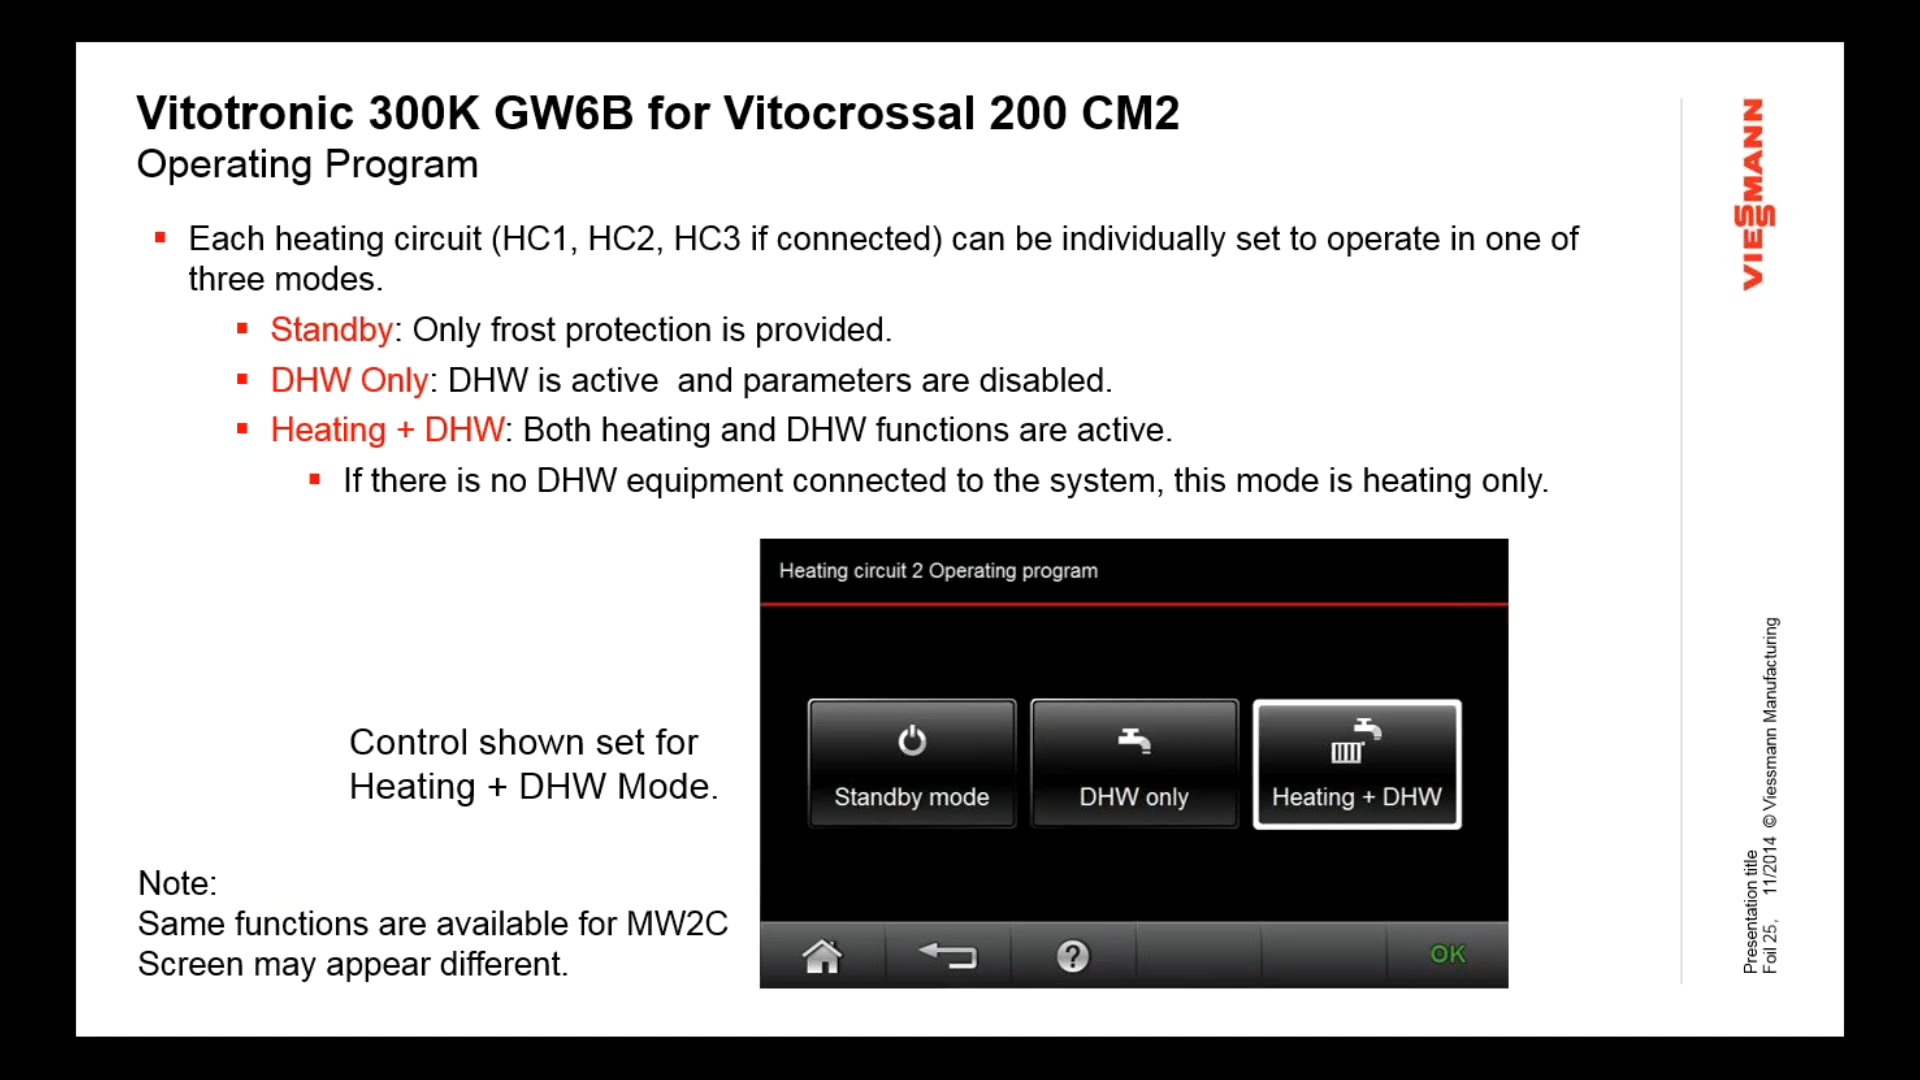 Vitotronic 300K GW6B for Vitocrossal 200 CM2
Operating Program
Each heating circuit (HC1, HC2, HC3 if connected) can be individually set to operate in one of
three modes.
Standby: Only frost protection is provided.
DHW Only: DHW is active  and parameters are disabled.
Heating + DHW: Both heating and DHW functions are active.
If there is no DHW equipment connected to the system, this mode is heating only.
Heating circuit 2 Operating program
Standby mode
DHW only
Heating + DHW
OK
Control shown set for
Heating + DHW Mode.
Note:
Same functions are available for MW2C
Screen may appear different.
VIESSMANN
Presentation title
Foil 25, 11/2014 © Viessmann Manufacturing